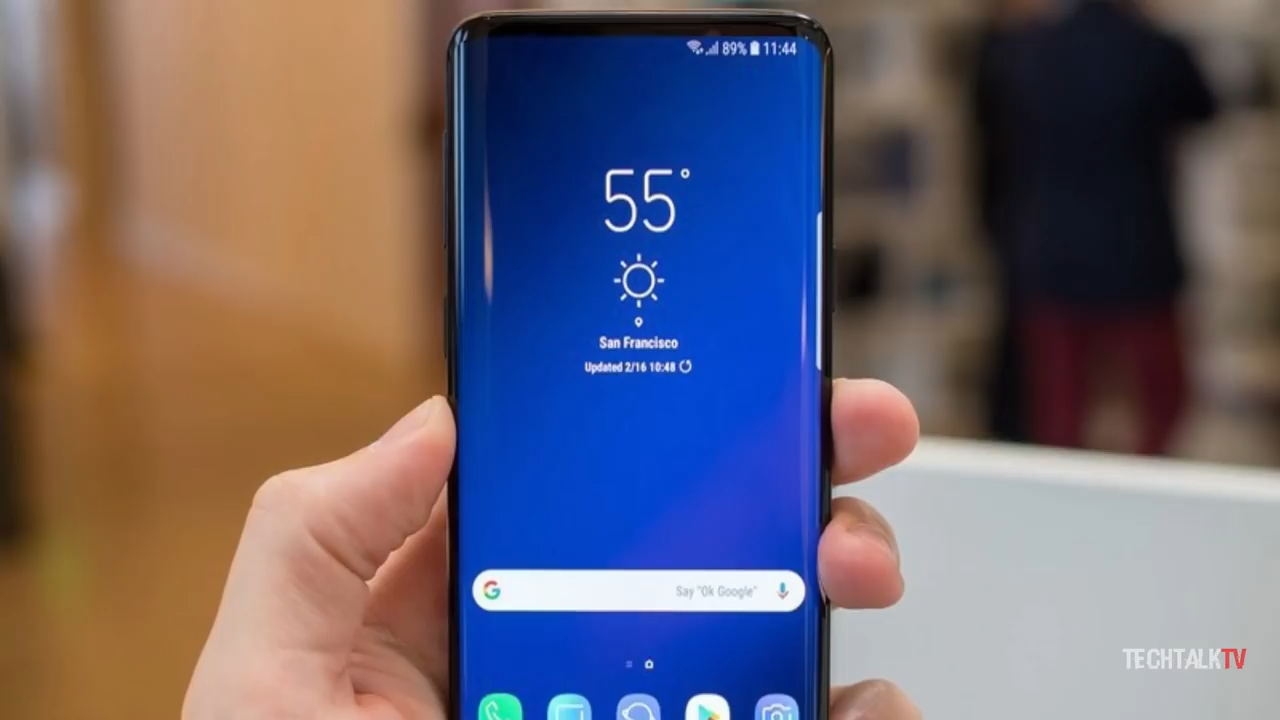 89% 11:44
55°
San Francisco
Updated 2/16 10:48
Say "Ok Google"
TECHTALKTV